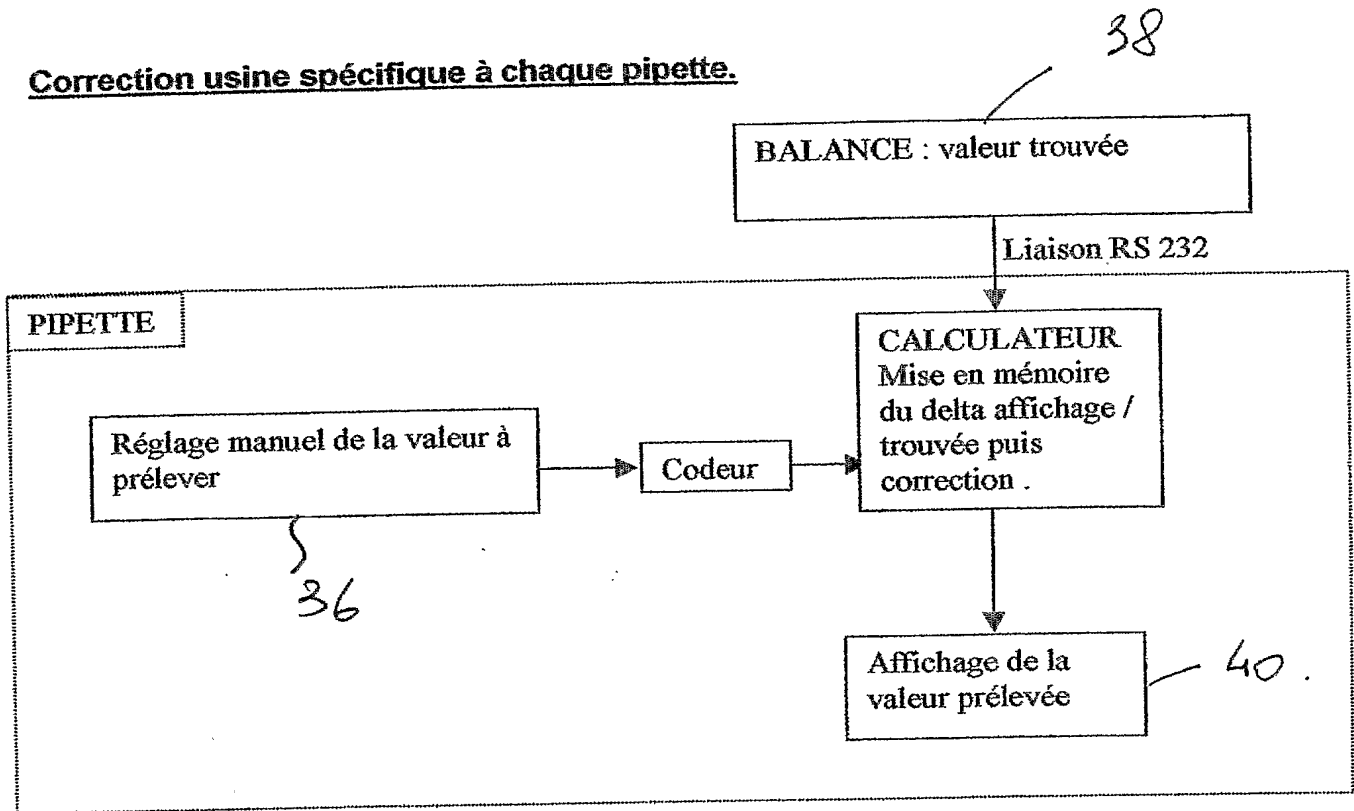 38
Correction usine spécifique à chaque pipette.
BALANCE : valeur trouvée
Liaison RS 232
PIPETTE
CALCULATEUR
Mise en mémoire
du delta affichage /
trouvée puis
correction .
Réglage manuel de la valeur à
prélever
Codeur
36
Affichage de la
valeur prélevée
40.